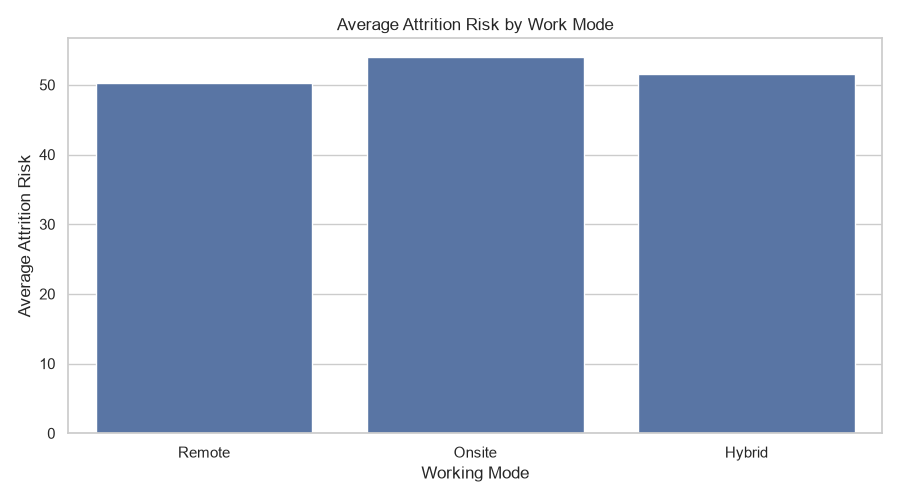 Average Attrition Risk by Work Mode
50
40
30
20
10
0
Average Attrition Risk
Remote Onsite Hybrid
Working Mode